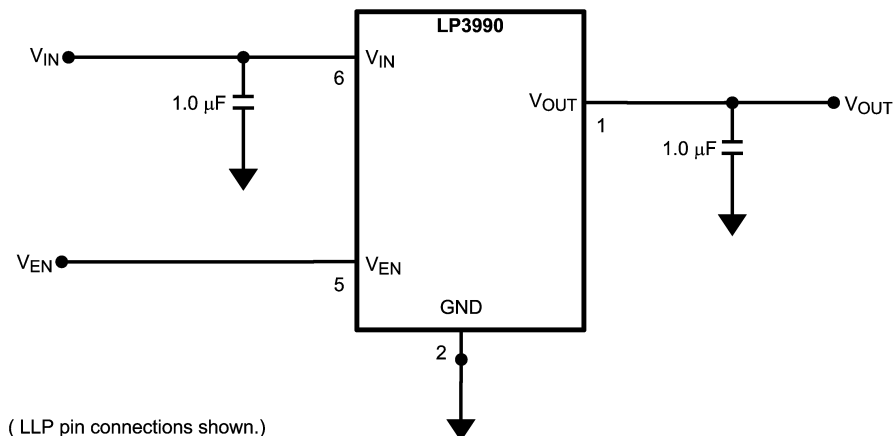 LP3990
VIN
VIN
6
1.0 μF
VOUT
VOUT
1
1.0 μF
VEN
VEN
5
GND
2
( LLP pin connections shown.)